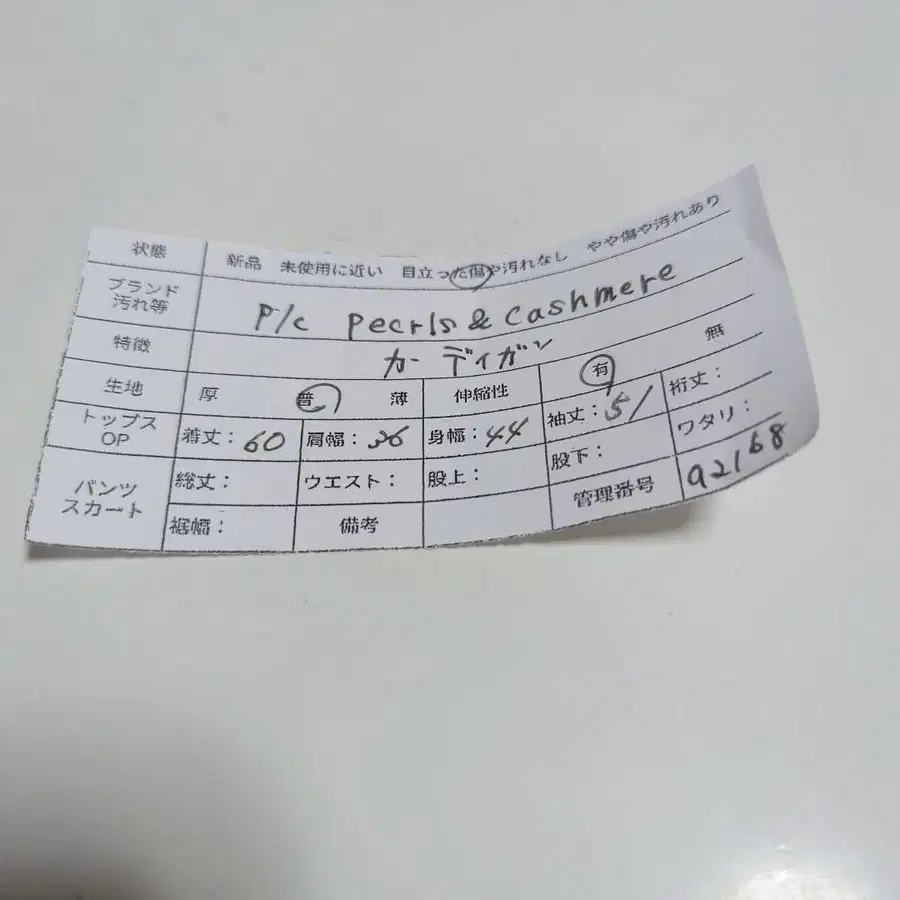 状態 新品 未使用に近い 目立った傷や汚れなし やや傷や汚れあり
ブランド
汚れ等 P/c pecrls & cashmere
特徴 カーディガン
生地 厚 普 薄 伸縮性 有 無
トップス
OP 着丈：60 肩幅：36 身幅：44 袖丈：51 裄丈：
パンツ
スカート 総丈： ウエスト： 股上： 股下： ワタリ：
裾幅： 備考 管理番号 92168